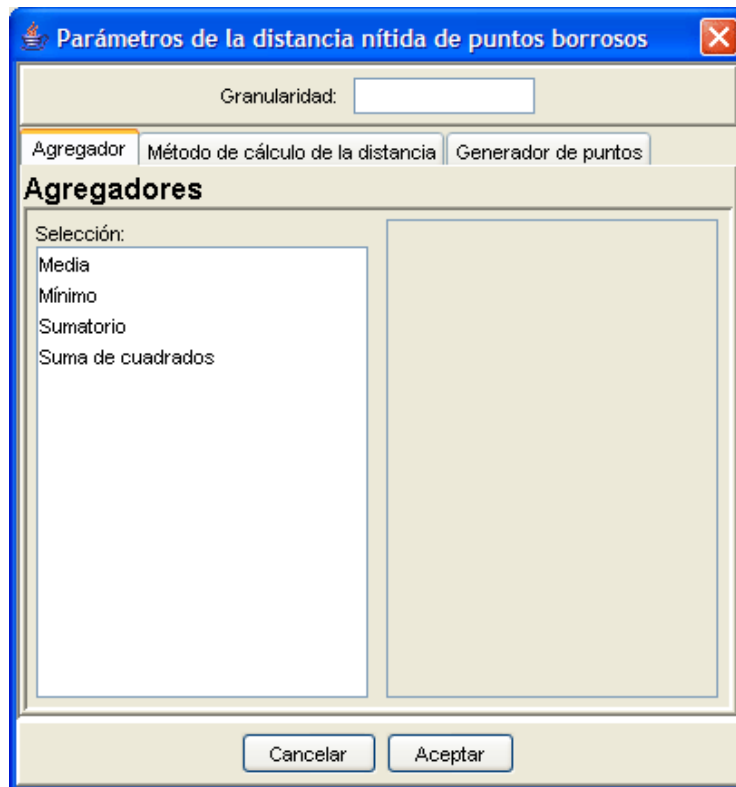 Parámetros de la distancia nítida de puntos borrosos
Granularidad:
Agregador Método de cálculo de la distancia Generador de puntos
Agregadores
Selección:
Media
Mínimo
Sumatorio
Suma de cuadrados
Cancelar Aceptar